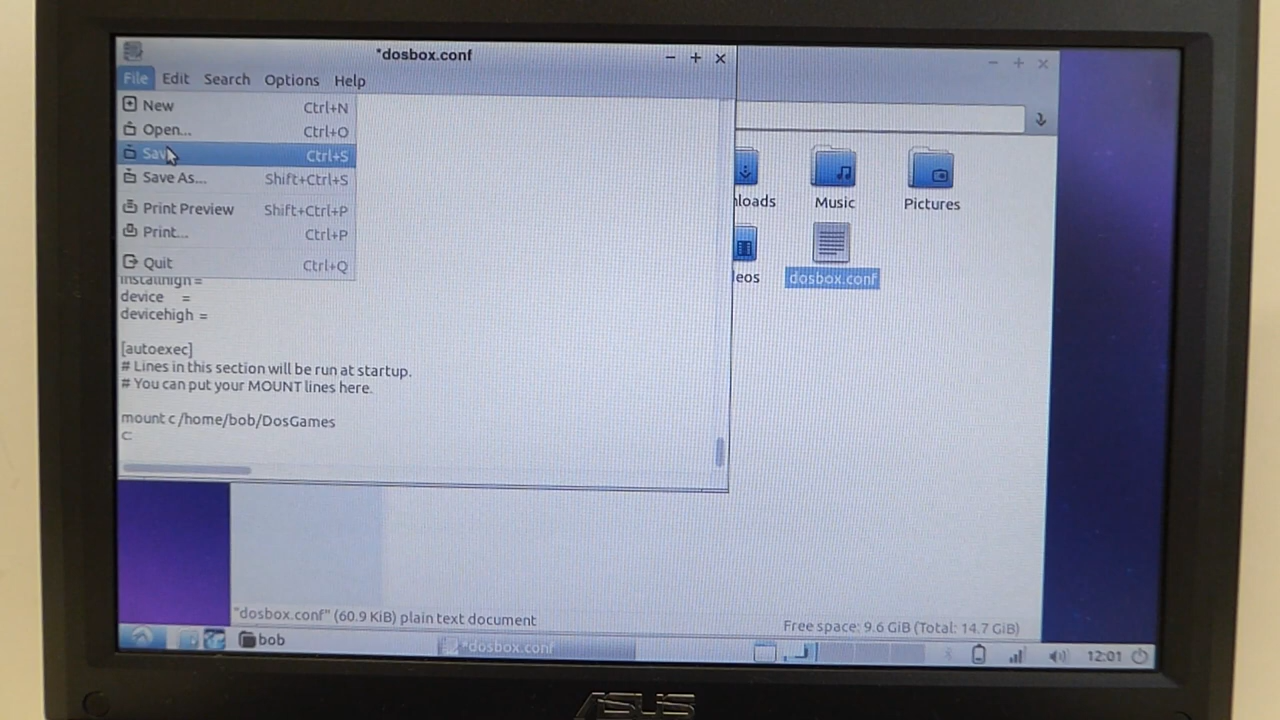 *dosbox.conf
File Edit Search Options Help
New Ctrl+N
Open... Ctrl+O
Save Ctrl+S
Save As... Shift+Ctrl+S
Print Preview Shift+Ctrl+P
Print... Ctrl+P
Quit Ctrl+Q
installhigh =
device =
devicehigh =
[autoexec]
# Lines in this section will be run at startup.
# You can put your MOUNT lines here.
mount c /home/bob/DosGames
nloads Music Pictures
eos dosbox.conf
"dosbox.conf" (60.9 KiB) plain text document Free space: 9.6 GiB (Total: 14.7 GiB)
bob *dosbox.conf 12:01
ASUS